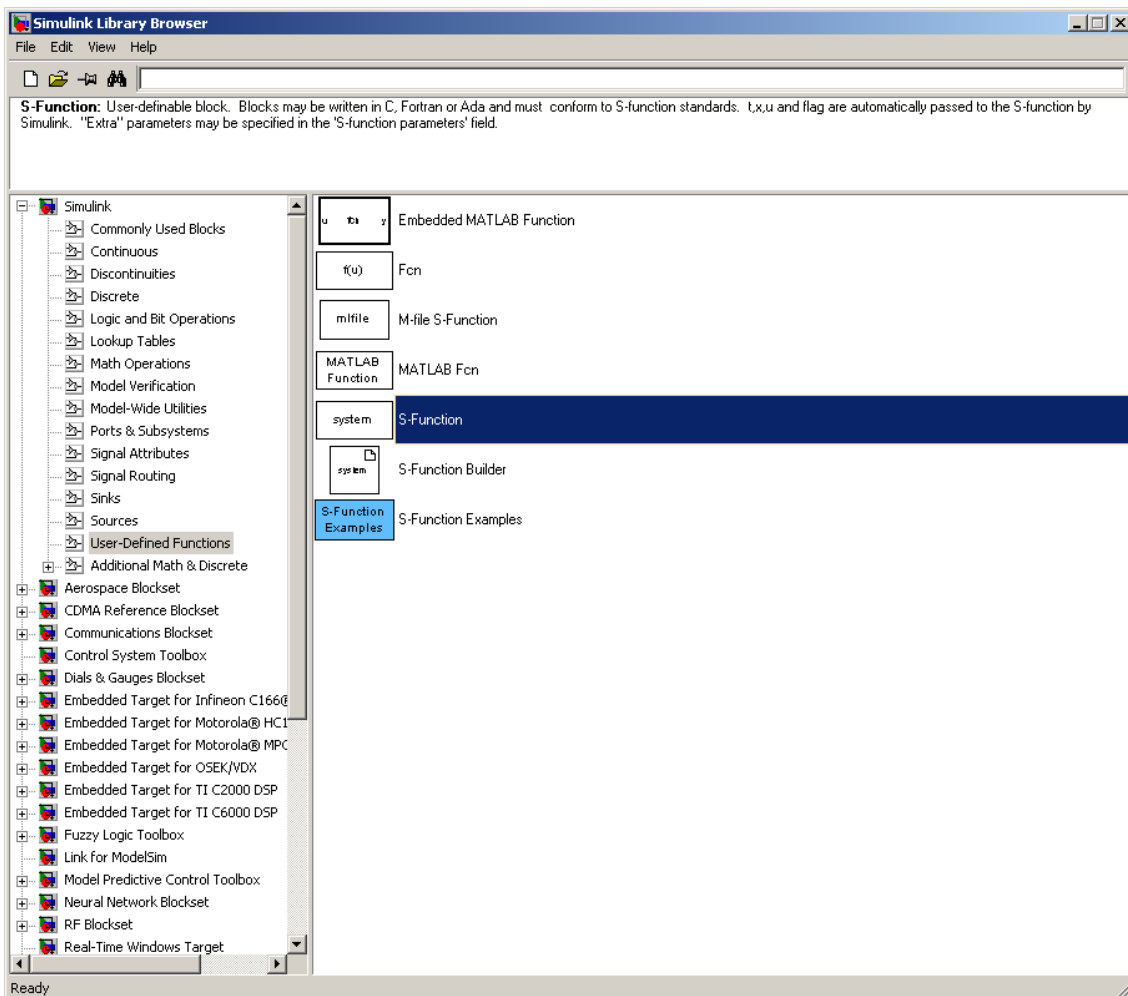 Simulink Library Browser
File Edit View Help
S-Function: User-definable block. Blocks may be written in C, Fortran or Ada and must conform to S-function standards. t,x,u and flag are automatically passed to the S-function by
Simulink. "Extra" parameters may be specified in the 'S-function parameters' field.
Simulink
Commonly Used Blocks
Continuous
Discontinuities
Discrete
Logic and Bit Operations
Lookup Tables
Math Operations
Model Verification
Model-Wide Utilities
Ports & Subsystems
Signal Attributes
Signal Routing
Sinks
Sources
User-Defined Functions
Additional Math & Discrete
Aerospace Blockset
CDMA Reference Blockset
Communications Blockset
Control System Toolbox
Dials & Gauges Blockset
Embedded Target for Infineon C166®
Embedded Target for Motorola® HC1
Embedded Target for Motorola® MPC
Embedded Target for OSEK/VDX
Embedded Target for TI C2000 DSP
Embedded Target for TI C6000 DSP
Fuzzy Logic Toolbox
Link for ModelSim
Model Predictive Control Toolbox
Neural Network Blockset
RF Blockset
Real-Time Windows Target
u fcn y Embedded MATLAB Function
f(u) Fcn
mlfile M-file S-Function
MATLAB
Function MATLAB Fcn
system S-Function
system S-Function Builder
S-Function
Examples S-Function Examples
Ready